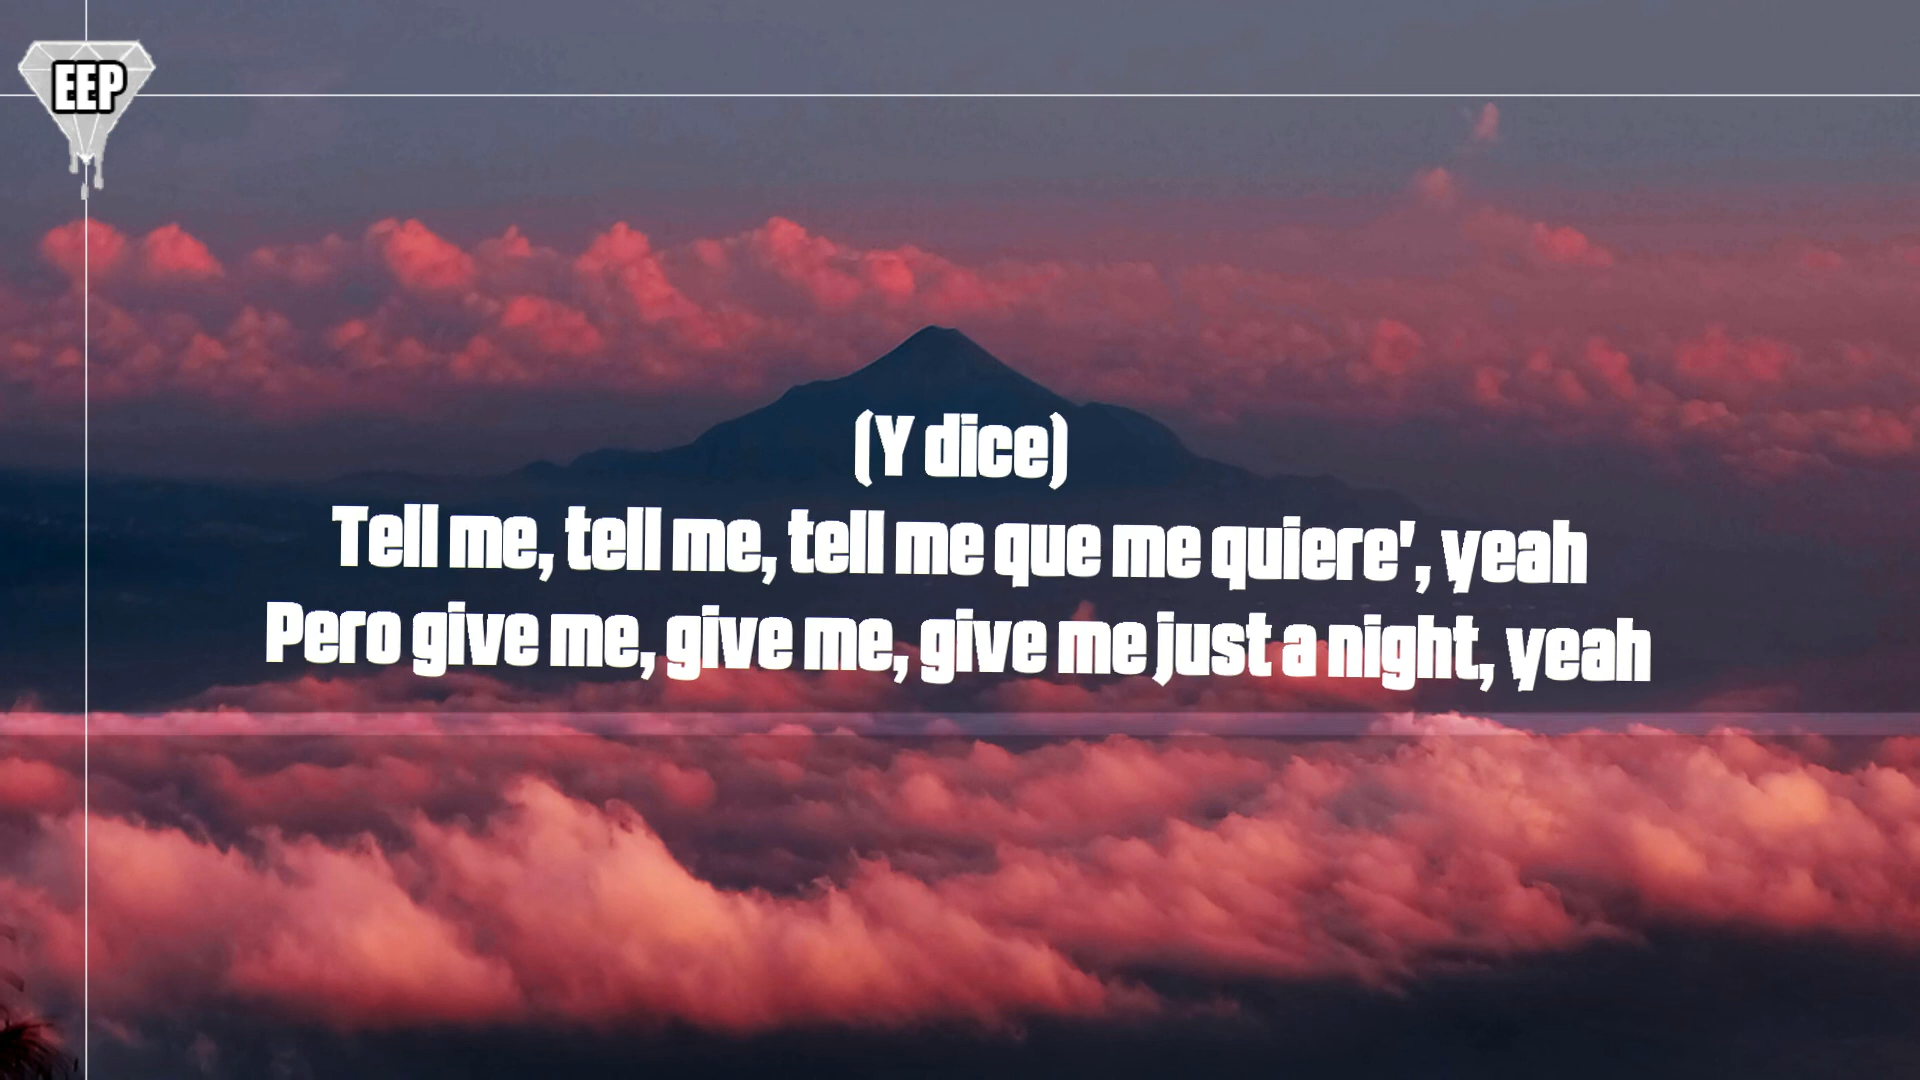 EEP
(Y dice)
Tell me, tell me, tell me que me quiere', yeah
Pero give me, give me, give me just a night, yeah